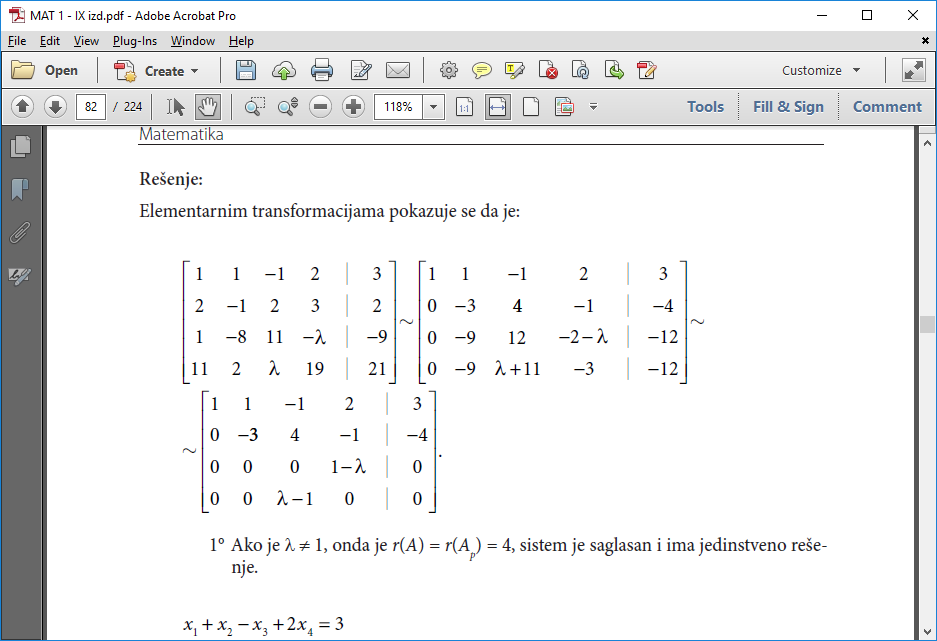 MAT 1 - IX izd.pdf - Adobe Acrobat Pro
File Edit View Plug-Ins Window Help
Open Create Customize
82 / 224 118% 1:1 Tools Fill & Sign Comment
Matematika
Rešenje:
Elementarnim transformacijama pokazuje se da je:
[1 1 −1 2 | 3] [1 1 −1 2 | 3]
[2 −1 2 3 | 2] [0 −3 4 −1 | −4]
[1 −8 11 −λ | −9] ~ [0 −9 12 −2−λ | −12] ~
[11 2 λ 19 | 21] [0 −9 λ+11 −3 | −12]
[1 1 −1 2 | 3]
[0 −3 4 −1 | −4]
~ [0 0 0 1−λ | 0].
[0 0 λ−1 0 | 0]
1° Ako je λ ≠ 1, onda je r(A) = r(Aₚ) = 4, sistem je saglasan i ima jedinstveno reše-
nje.
x₁ + x₂ − x₃ + 2x₄ = 3